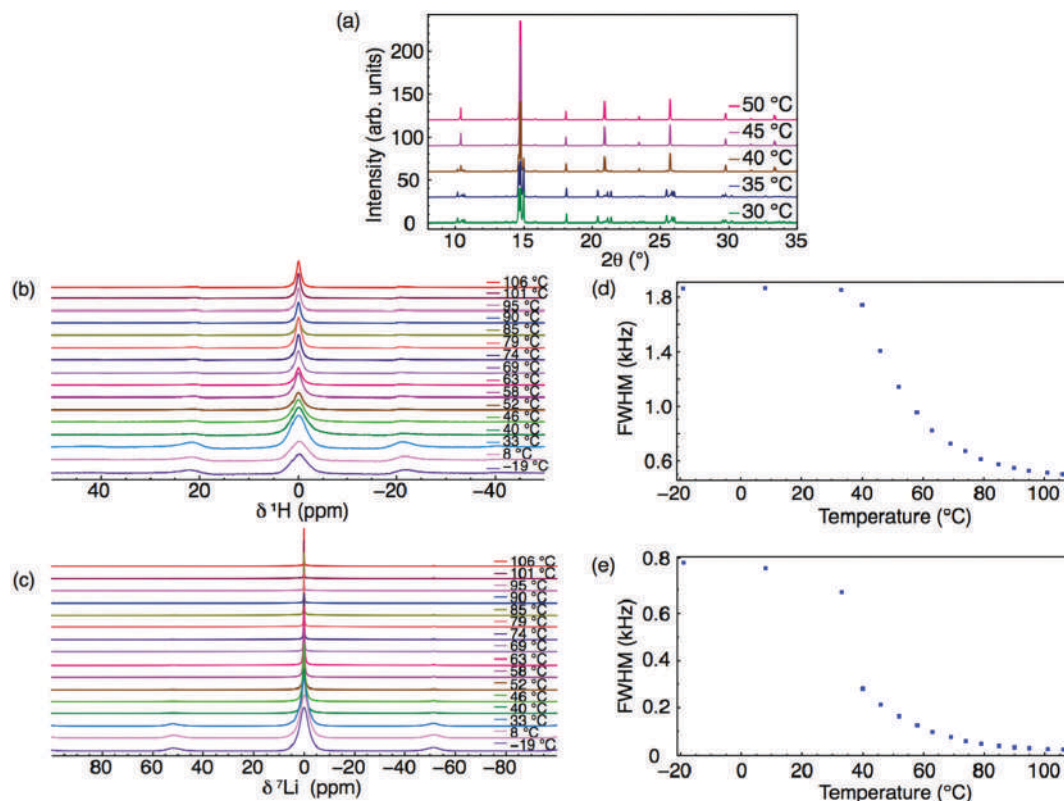 (a)
Intensity (arb. units)
200
150
100
50
0
50 °C
45 °C
40 °C
35 °C
30 °C
10 15 20 25 30 35
2θ (°)
(b)
106 °C
101 °C
95 °C
90 °C
85 °C
79 °C
74 °C
69 °C
63 °C
58 °C
52 °C
46 °C
40 °C
33 °C
8 °C
−19 °C
40 20 0 −20 −40
δ ¹H (ppm)
(d)
FWHM (kHz)
1.8
1.4
1.0
0.6
−20 0 20 40 60 80 100
Temperature (°C)
(c)
106 °C
101 °C
95 °C
90 °C
85 °C
79 °C
74 °C
69 °C
63 °C
58 °C
52 °C
46 °C
40 °C
33 °C
8 °C
−19 °C
80 60 40 20 0 −20 −40 −60 −80
δ ⁷Li (ppm)
(e)
FWHM (kHz)
0.8
0.6
0.4
0.2
0
−20 0 20 40 60 80 100
Temperature (°C)